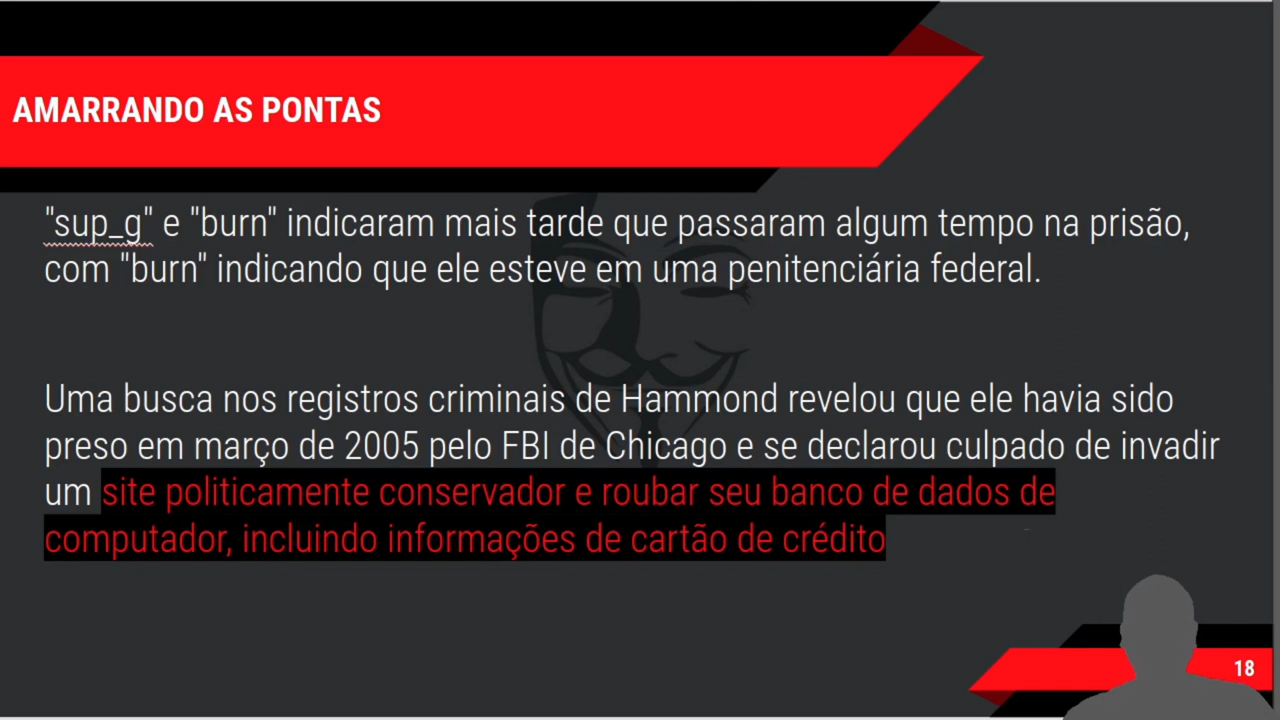 AMARRANDO AS PONTAS
"sup_g" e "burn" indicaram mais tarde que passaram algum tempo na prisão,
com "burn" indicando que ele esteve em uma penitenciária federal.
Uma busca nos registros criminais de Hammond revelou que ele havia sido
preso em março de 2005 pelo FBI de Chicago e se declarou culpado de invadir
um site politicamente conservador e roubar seu banco de dados de
computador, incluindo informações de cartão de crédito
18